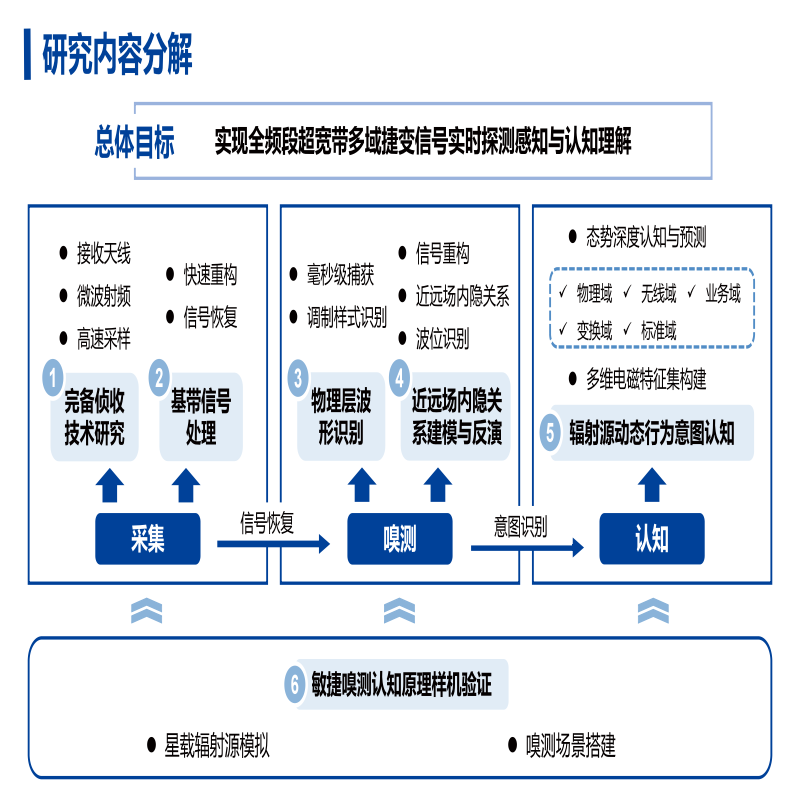 研究内容分解
总体目标
实现全频段超宽带多域捷变信号实时探测感知与认知理解
● 接收天线
● 微波射频
● 高速采样
● 快速重构
● 信号恢复
1
完备侦收
技术研究
2
基带信号
处理
采集
信号恢复
● 毫秒级捕获
● 调制样式识别
● 信号重构
● 近远场内隐关系
● 波位识别
3
物理层波
形识别
4
近远场内隐关
系建模与反演
嗅测
意图识别
● 态势深度认知与预测
✓ 物理域 ✓ 无线域 ✓ 业务域
✓ 变换域 ✓ 标准域
● 多维电磁特征集构建
5 辐射源动态行为意图认知
认知
6 敏捷嗅测认知原理样机验证
● 星载辐射源模拟
● 嗅测场景搭建